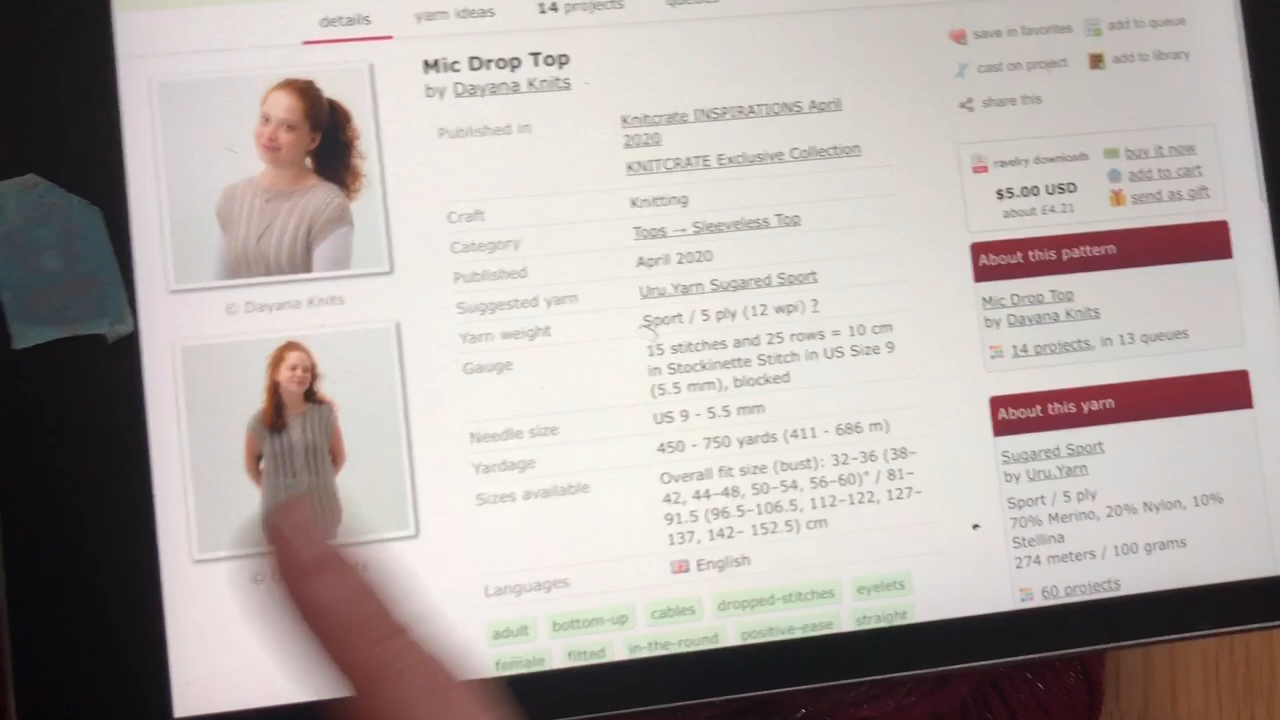 details
yarn ideas
14 projects
Mic Drop Top
by Dayana Knits
Published in
Knitcrate INSPIRATIONS April
2020
KNITCRATE Exclusive Collection
Craft
Knitting
Category
Tops → Sleeveless Top
Published
April 2020
Suggested yarn
Uru.Yarn Sugared Sport
Yarn weight
Sport / 5 ply (12 wpi) ?
Gauge
15 stitches and 25 rows = 10 cm
in Stockinette Stitch in US Size 9
(5.5 mm), blocked
Needle size
US 9 - 5.5 mm
Yardage
450 - 750 yards (411 - 686 m)
Sizes available
Overall fit size (bust): 32–36 (38–
42, 44–48, 50–54, 56–60)" / 81–
91.5 (96.5–106.5, 112–122, 127–
137, 142– 152.5) cm
Languages
English
adult bottom-up cables dropped-stitches eyelets
female fitted in-the-round positive-ease straight
© Dayana Knits
©
save in favorites
add to queue
cast on project
add to library
share this
ravelry downloads
$5.00 USD
about £4.21
buy it now
add to cart
send as gift
About this pattern
Mic Drop Top
by Dayana Knits
14 projects, in 13 queues
About this yarn
Sugared Sport
by Uru.Yarn
Sport / 5 ply
70% Merino, 20% Nylon, 10%
Stellina
274 meters / 100 grams
60 projects